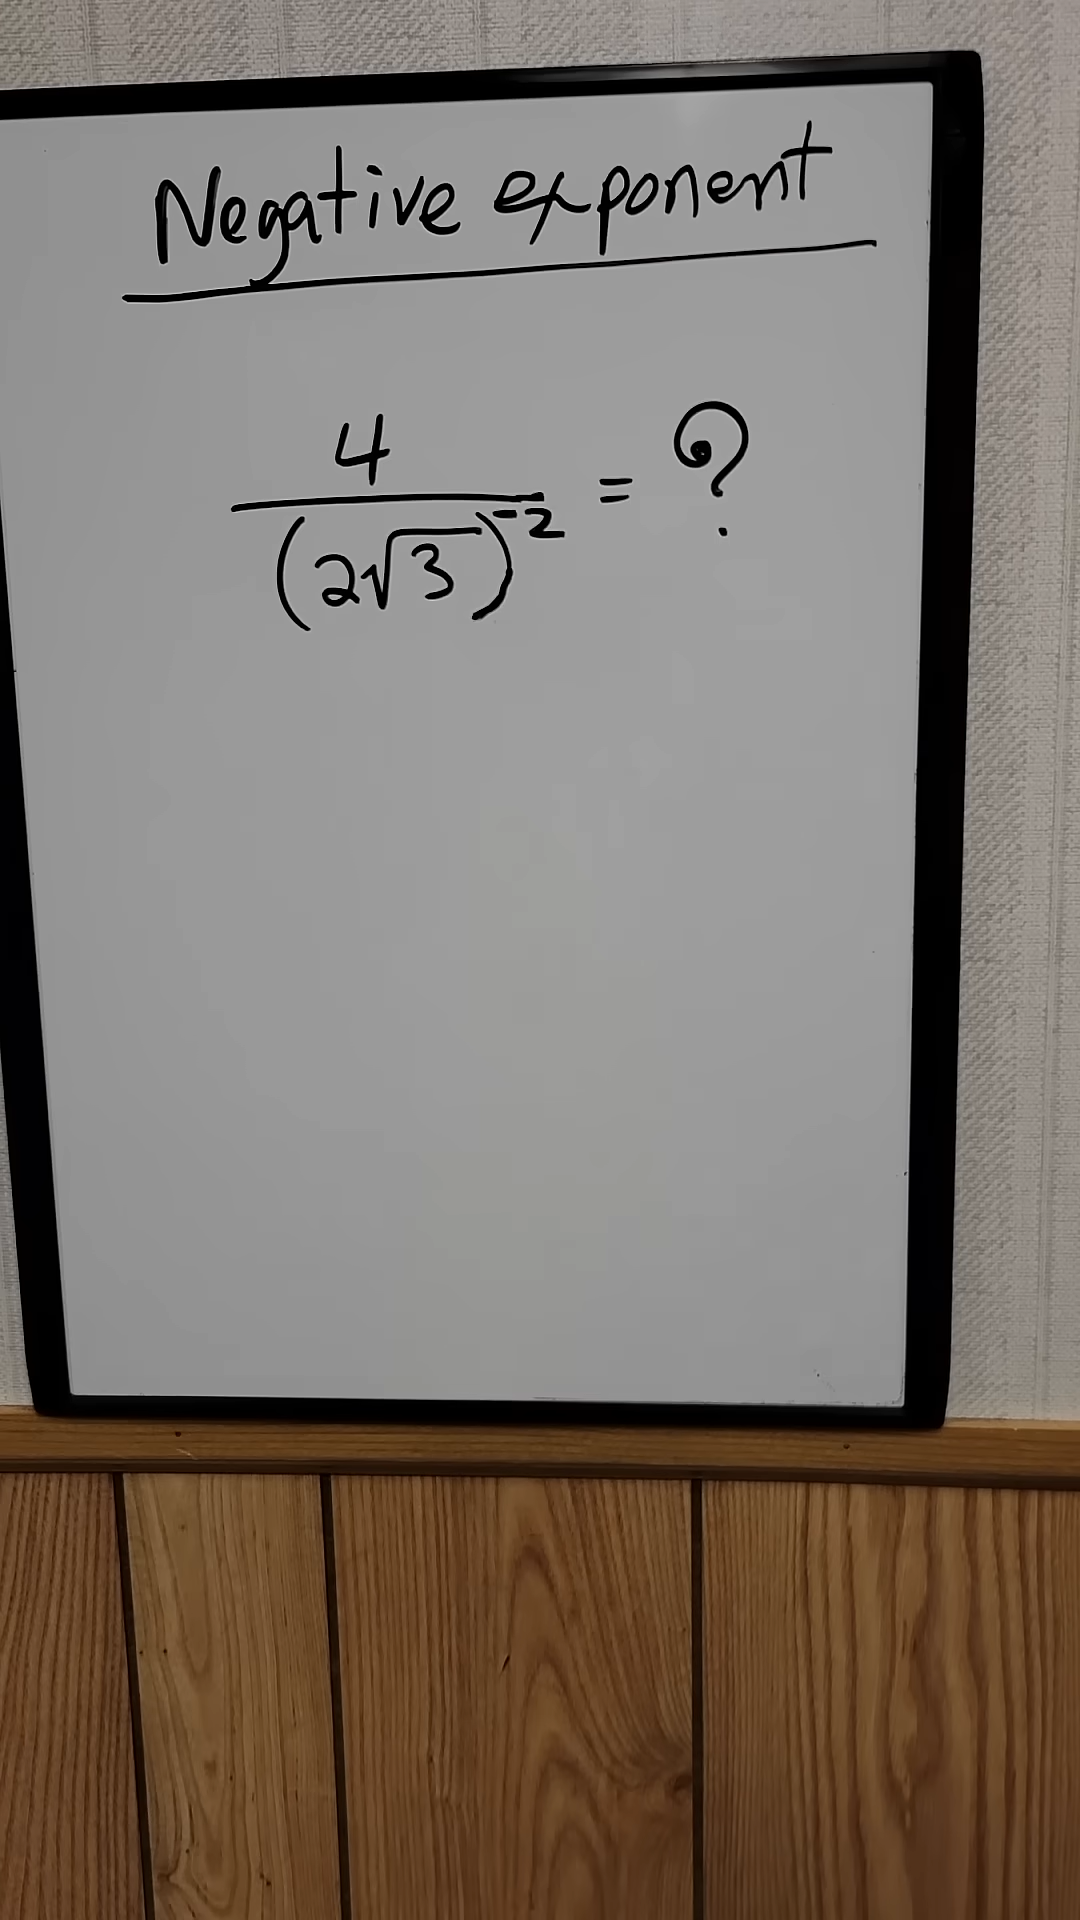 Negative exponent
4/(2√3)⁻² = ?